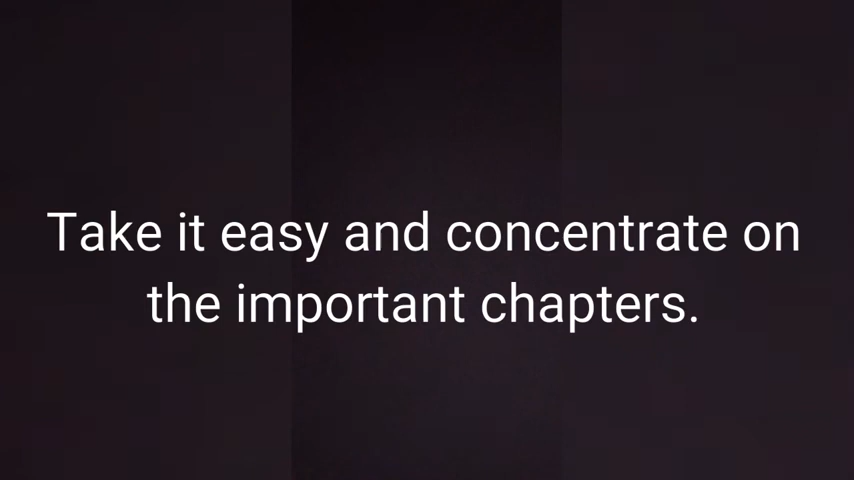 Take it easy and concentrate on
the important chapters.